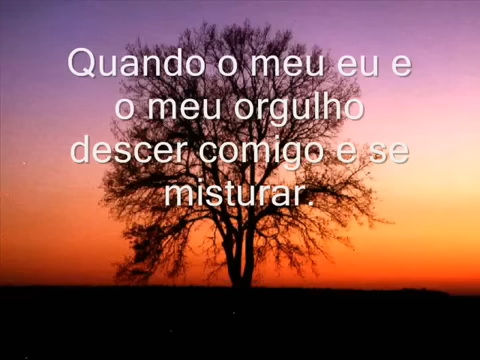 Quando o meu eu e
o meu orgulho
descer comigo e se
misturar.